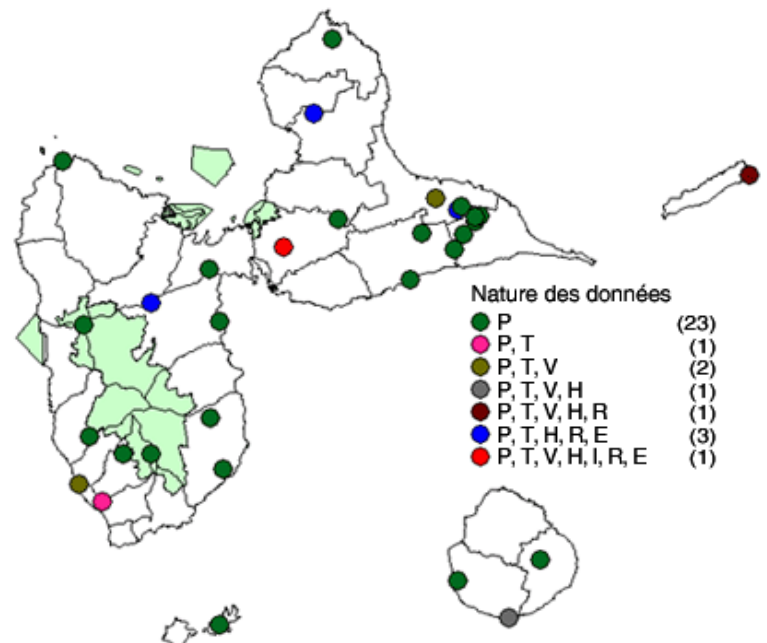 Nature des données
P (23)
P, T (1)
P, T, V (2)
P, T, V, H (1)
P, T, V, H, R (1)
P, T, H, R, E (3)
P, T, V, H, I, R, E (1)